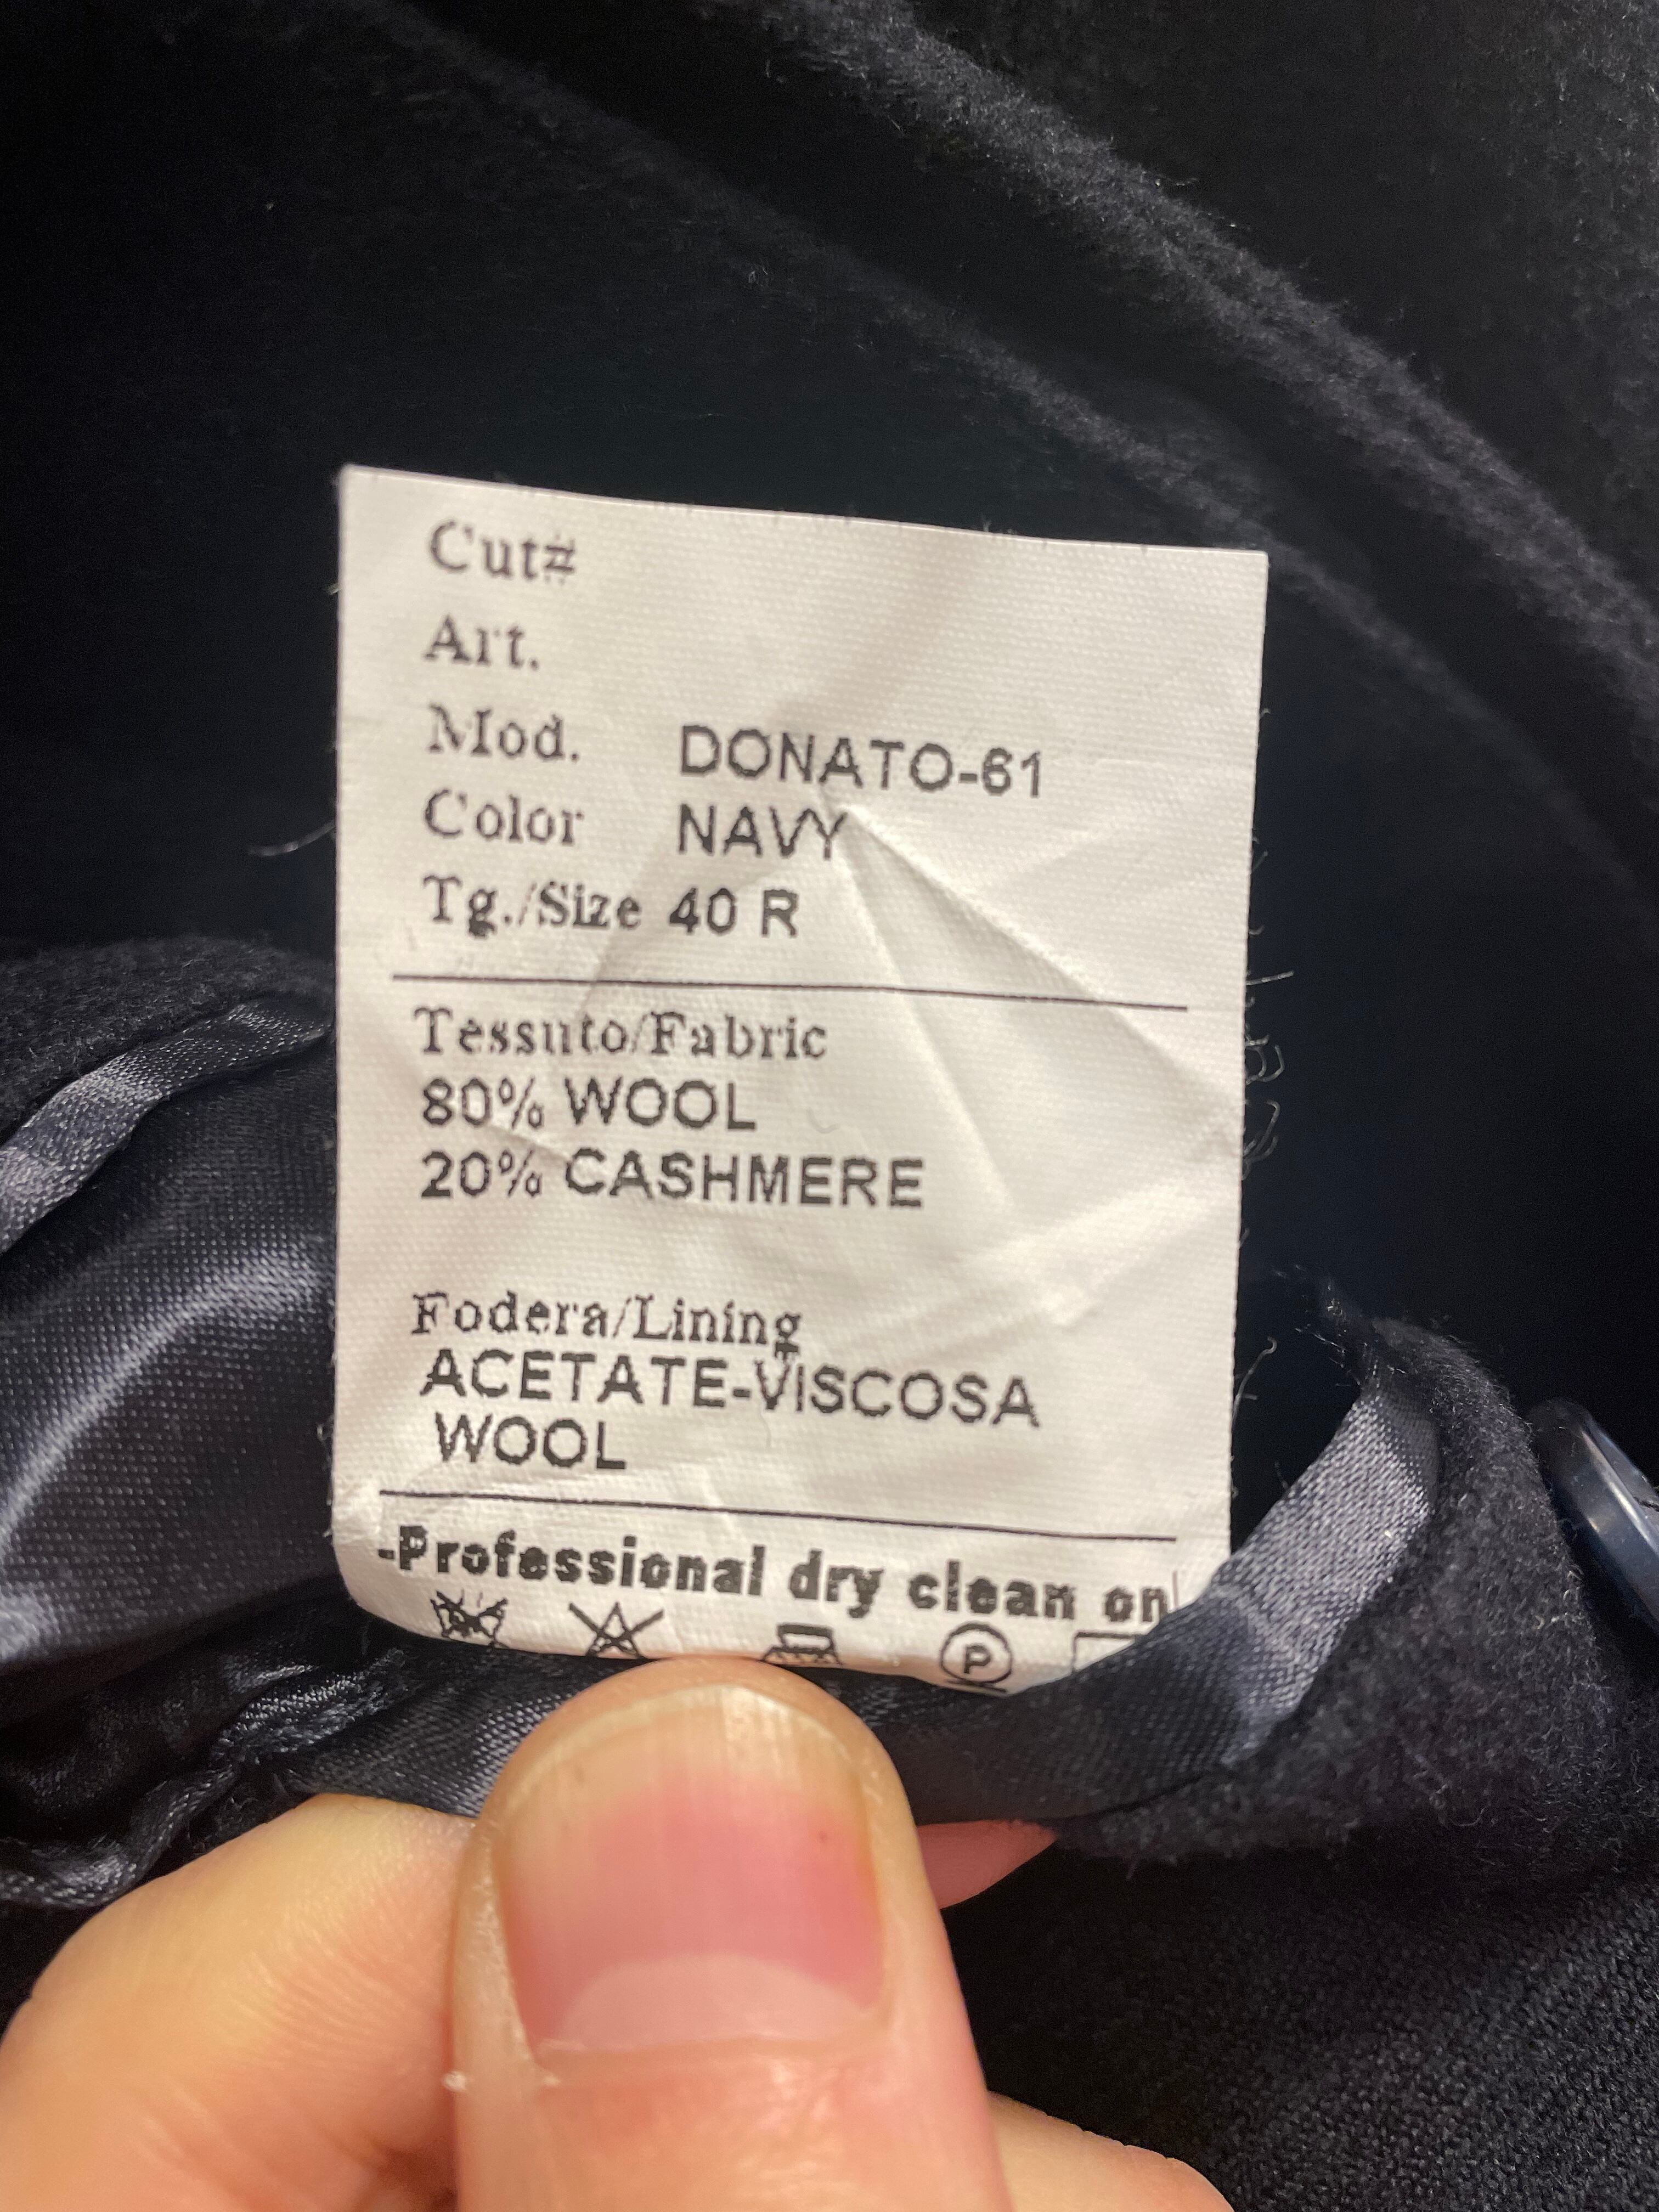 Cut#
Art.
Mod. DONATO-61
Color NAVY
Tg./Size 40 R
Tessuto/Fabric
80% WOOL
20% CASHMERE
Fodera/Lining
ACETATE-VISCOSA
WOOL
-Professional dry clean on
P